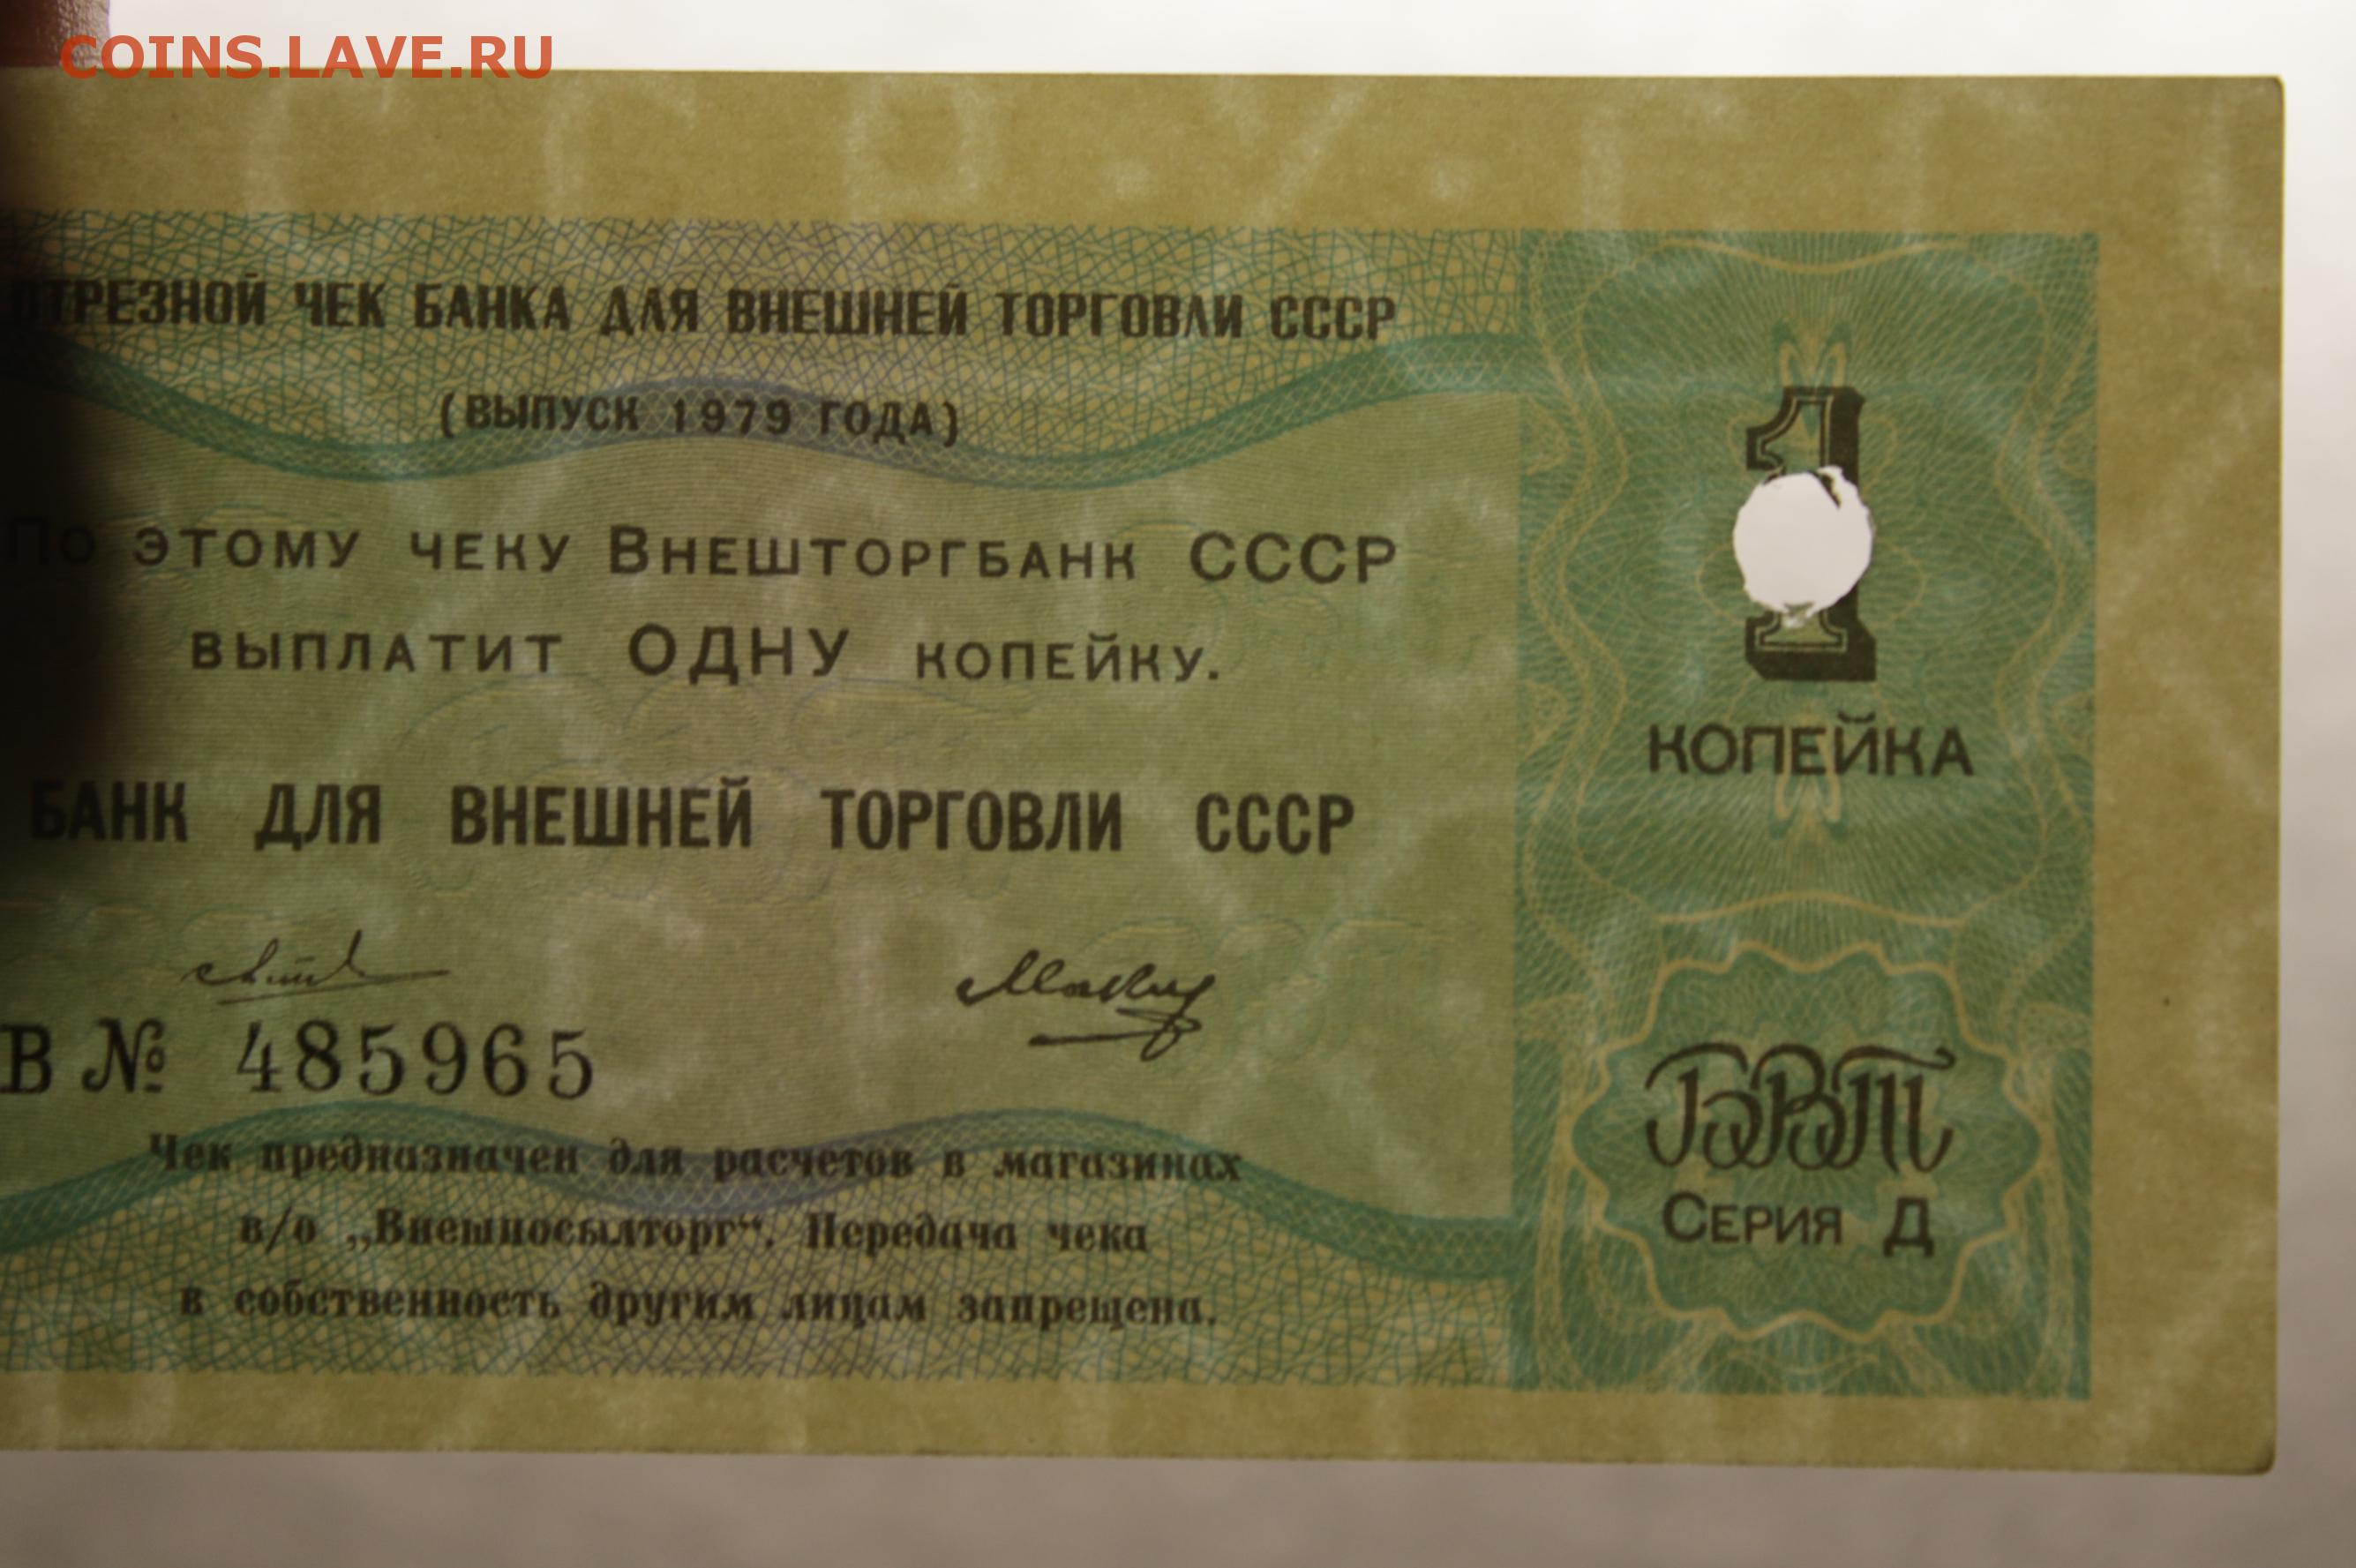 COINS.LAVE.RU
ОТРЕЗНОЙ ЧЕК БАНКА ДЛЯ ВНЕШНЕЙ ТОРГОВЛИ СССР
(ВЫПУСК 1979 ГОДА)
1
ПО ЭТОМУ ЧЕКУ ВНЕШТОРГБАНК СССР
ВЫПЛАТИТ ОДНУ КОПЕЙКУ.
КОПЕЙКА
БАНК ДЛЯ ВНЕШНЕЙ ТОРГОВЛИ СССР
В № 485965
БВТ
СЕРИЯ Д
Чек предназначен для расчетов в магазинах
в/о „Внешпосылторг“. Передача чека
в собственность другим лицам запрещена.